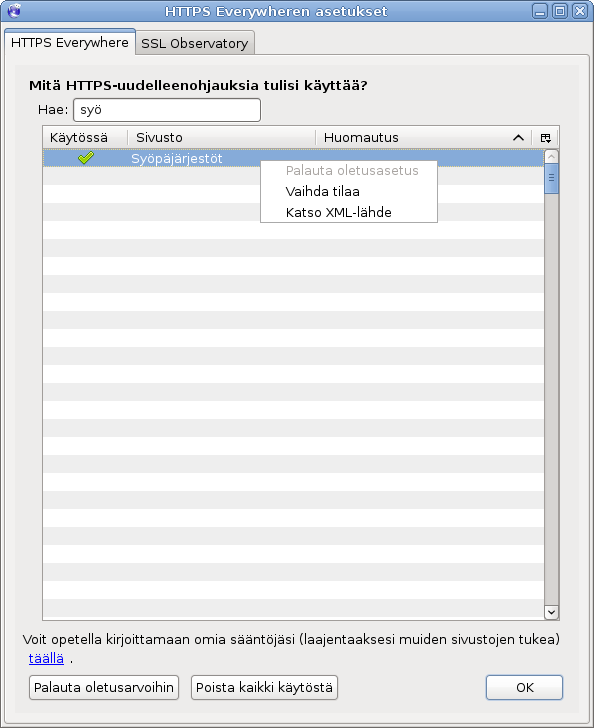 HTTPS Everywheren asetukset
HTTPS Everywhere
SSL Observatory
Mitä HTTPS-uudelleenohjauksia tulisi käyttää?
Hae: syö
Käytössä Sivusto Huomautus
Syöpäjärjestöt
Palauta oletusasetus
Vaihda tilaa
Katso XML-lähde
Voit opetella kirjoittamaan omia sääntöjäsi (laajentaaksesi muiden sivustojen tukea)
täällä .
Palauta oletusarvoihin
Poista kaikki käytöstä
OK